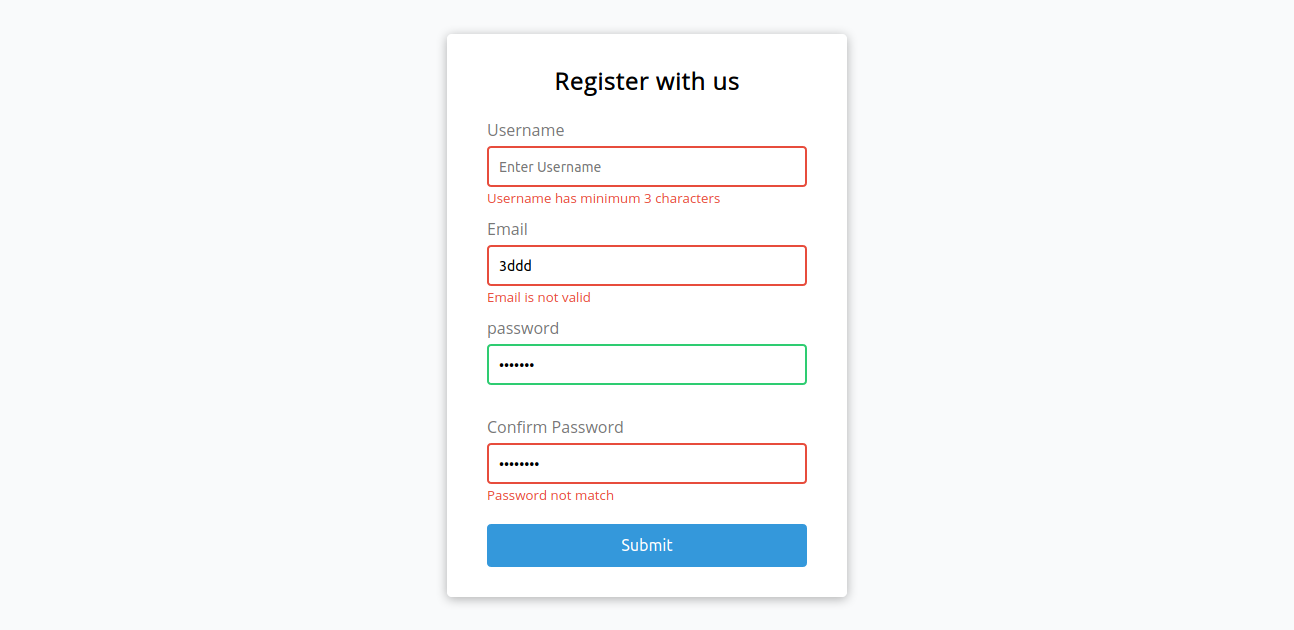 Register with us
Username
Enter Username
Username has minimum 3 characters
Email
3ddd
Email is not valid
password
•••••••
Confirm Password
••••••••
Password not match
Submit